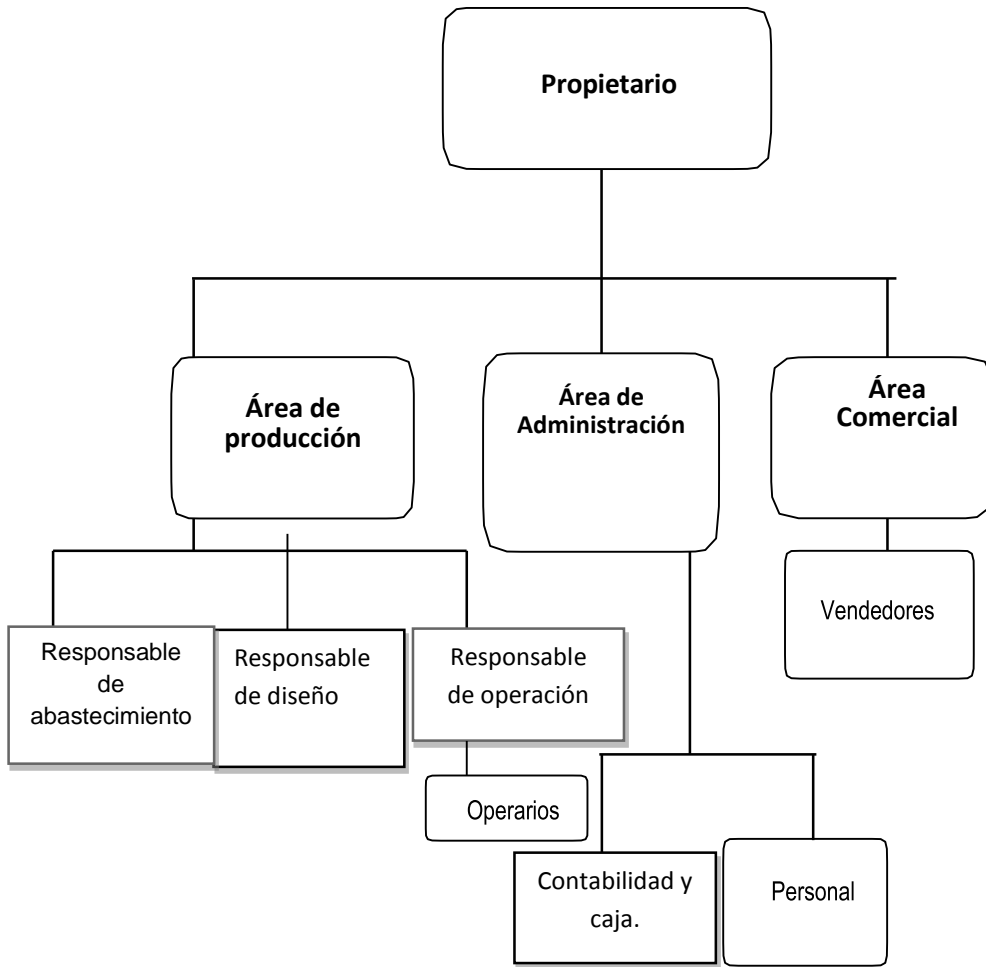 Propietario
Área de
producción
Área de
Administración
Área
Comercial
Vendedores
Responsable
de
abastecimiento
Responsable
de diseño
Responsable
de operación
Operarios
Contabilidad y
caja.
Personal